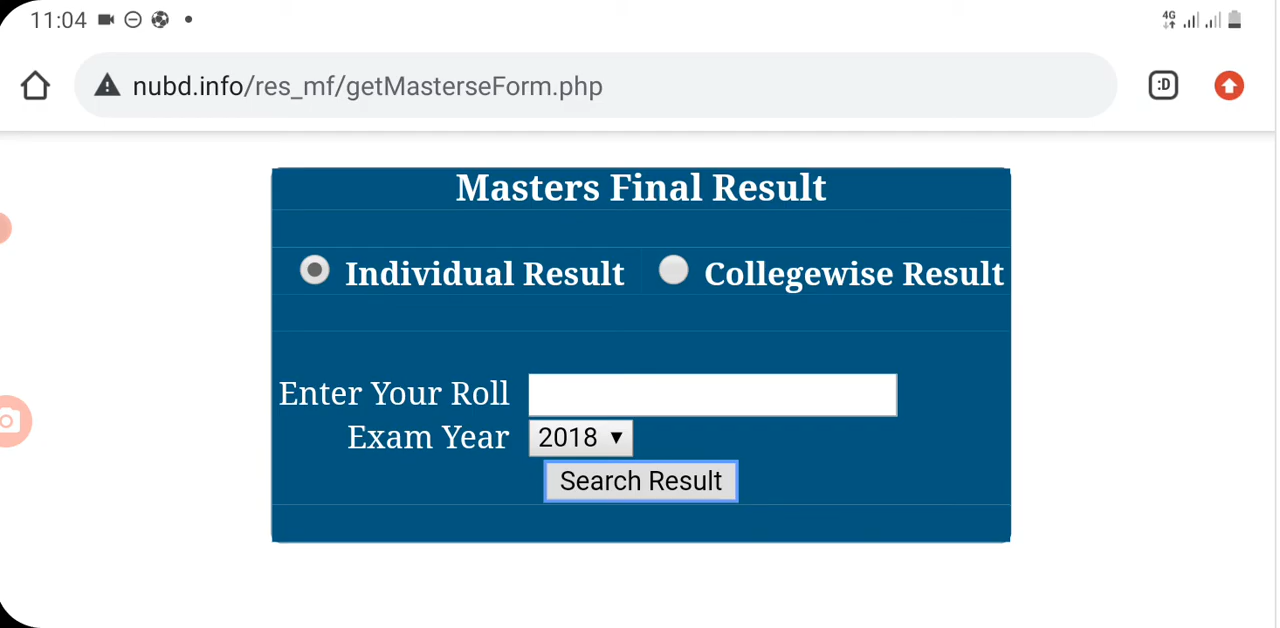 11:04
4G
nubd.info/res_mf/getMasterseForm.php
:D
Masters Final Result
Individual Result Collegewise Result
Enter Your Roll
Exam Year 2018
Search Result